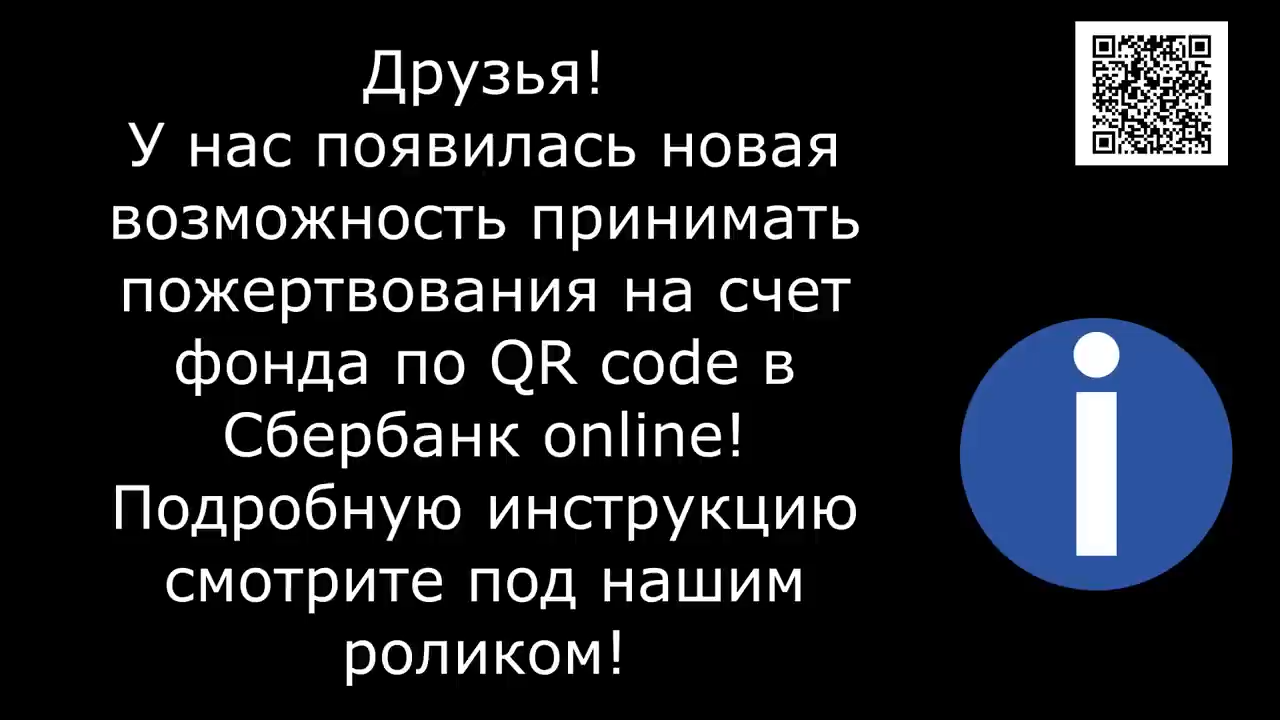 Друзья!
У нас появилась новая
возможность принимать
пожертвования на счет
фонда по QR code в
Сбербанк online!
Подробную инструкцию
смотрите под нашим
роликом!